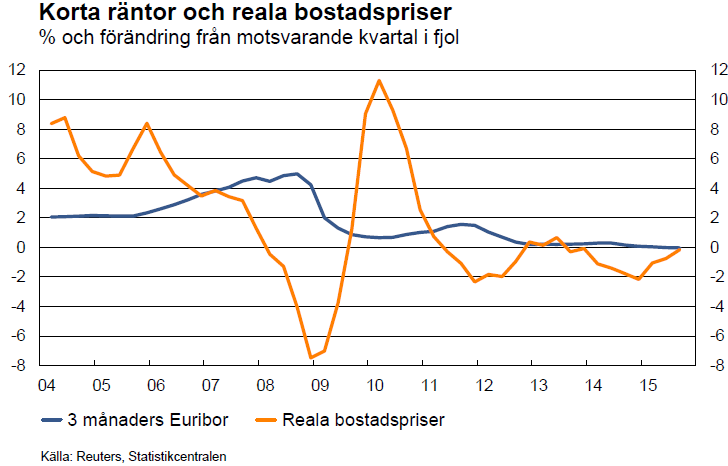 Korta räntor och reala bostadspriser
% och förändring från motsvarande kvartal i fjol
12 12
10 10
8 8
6 6
4 4
2 2
0 0
-2 -2
-4 -4
-6 -6
-8 -8
04 05 06 07 08 09 10 11 12 13 14 15
3 månaders Euribor Reala bostadspriser
Källa: Reuters, Statistikcentralen